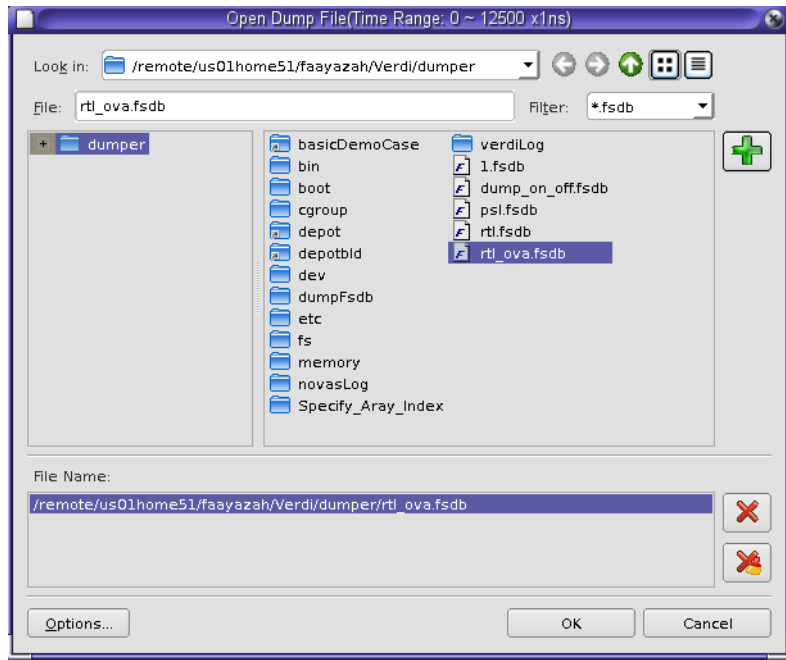 Open Dump File(Time Range: 0 ~ 12500 x1ns)
Look in: /remote/us01home51/faayazah/Verdi/dumper
File: rtl_ova.fsdb Filter: *.fsdb
+ dumper
basicDemoCase
bin
boot
cgroup
depot
depotbld
dev
dumpFsdb
etc
fs
memory
novasLog
Specify_Aray_Index
verdiLog
1.fsdb
dump_on_off.fsdb
psl.fsdb
rtl.fsdb
rtl_ova.fsdb
File Name:
/remote/us01home51/faayazah/Verdi/dumper/rtl_ova.fsdb
Options... OK Cancel